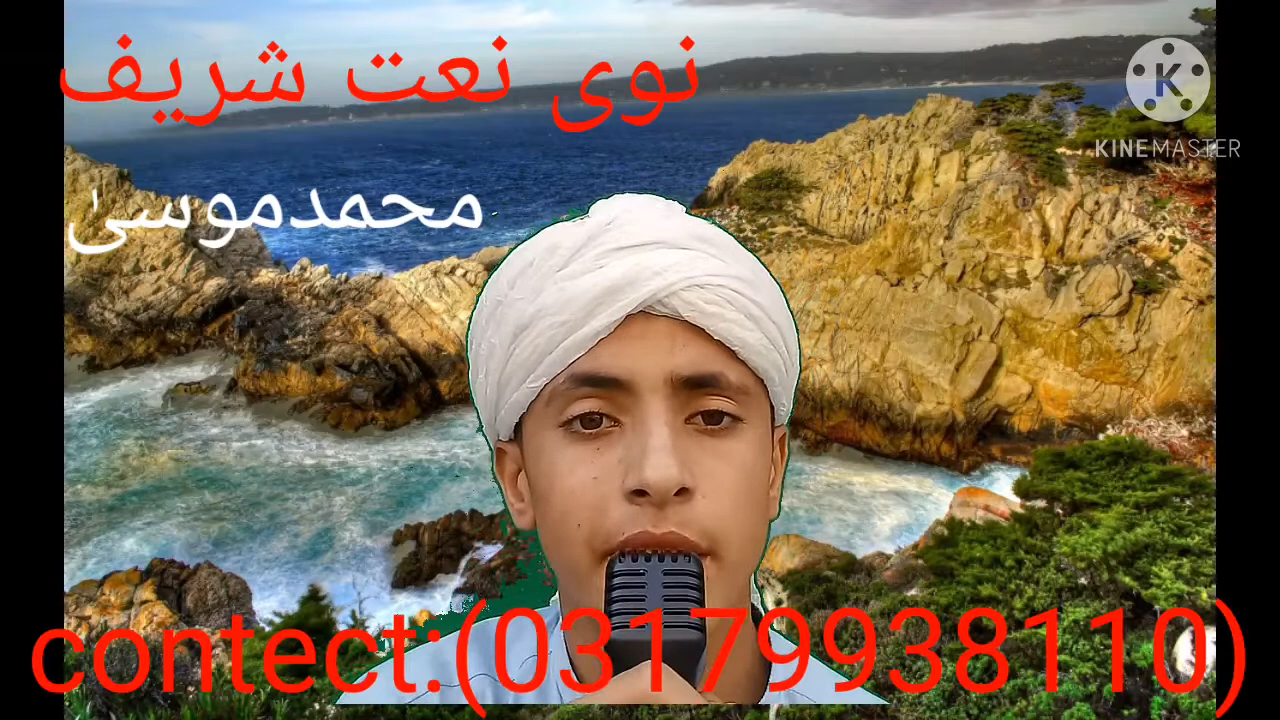 نوی نعت شریف
KINEMASTER
محمدموسیٰ
contect:(03179938110)